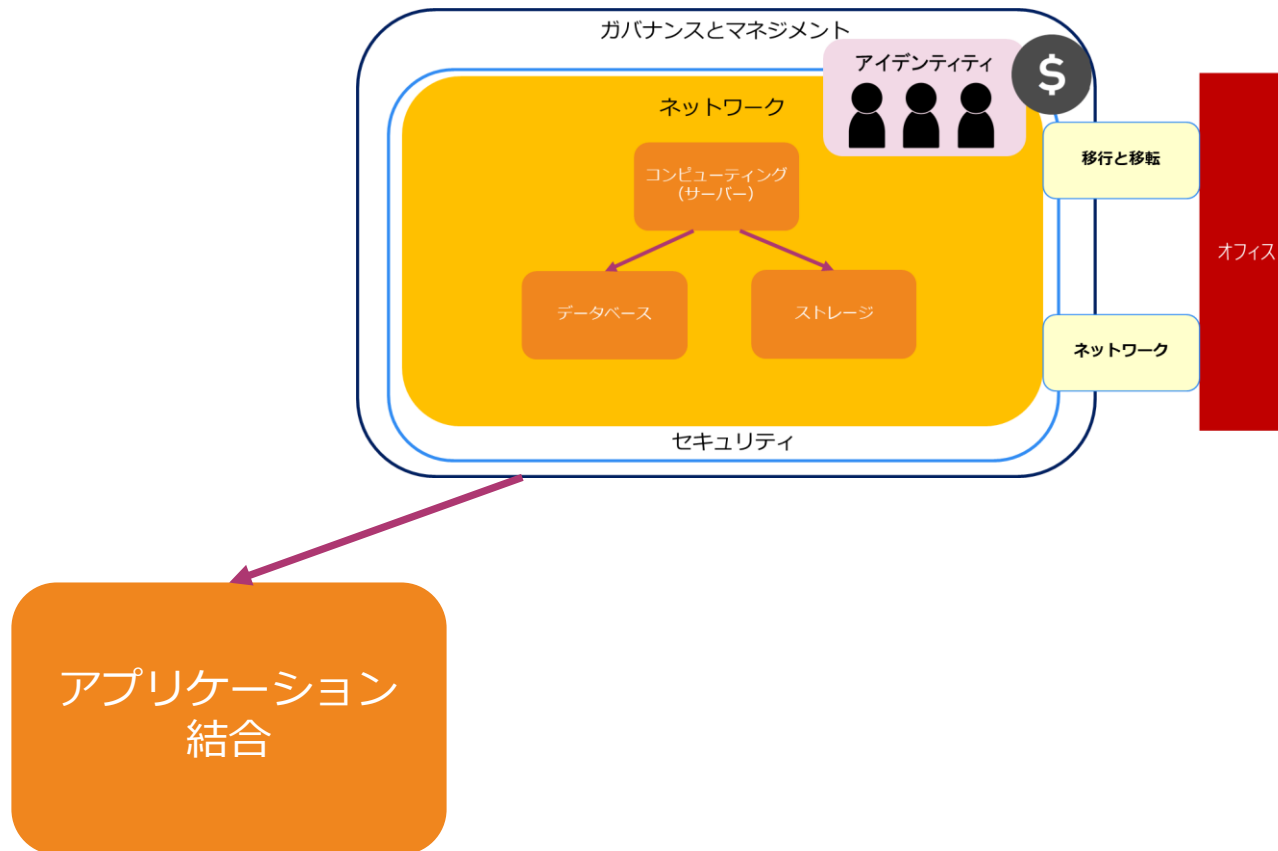 ガバナンスとマネジメント
アイデンティティ
$
ネットワーク
移行と移転
コンピューティング
（サーバー）
オフィス
データベース
ストレージ
ネットワーク
セキュリティ
アプリケーション
結合